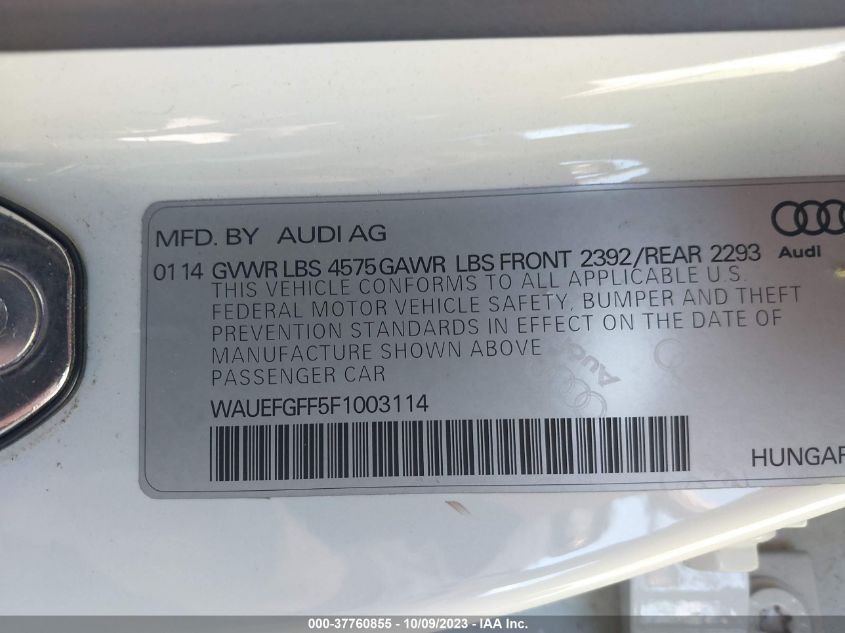 MFD. BY AUDI AG
0114 GVWR LBS 4575 GAWR LBS FRONT 2392/REAR 2293
Audi
THIS VEHICLE CONFORMS TO ALL APPLICABLE U.S.
FEDERAL MOTOR VEHICLE SAFETY, BUMPER AND THEFT
PREVENTION STANDARDS IN EFFECT ON THE DATE OF
MANUFACTURE SHOWN ABOVE
PASSENGER CAR
Audi
WAUEFGFF5F1003114
HUNGAR
000-37760855 - 10/09/2023 - IAA Inc.